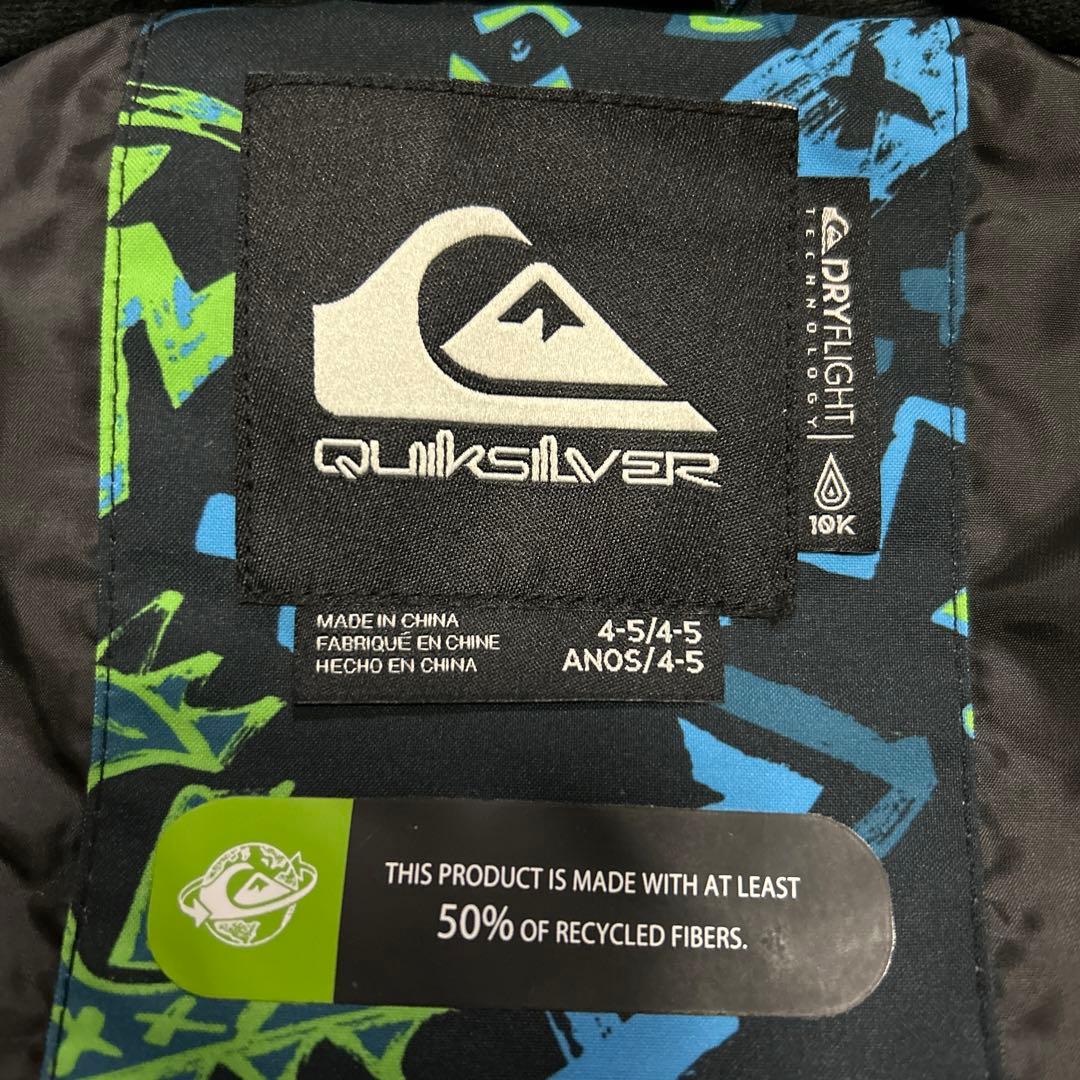 QUIKSILVER
DRYFLIGHT
TECHNOLOGY
10K
MADE IN CHINA
FABRIQUÉ EN CHINE
HECHO EN CHINA
4-5/4-5
ANOS/4-5
THIS PRODUCT IS MADE WITH AT LEAST
50% OF RECYCLED FIBERS.